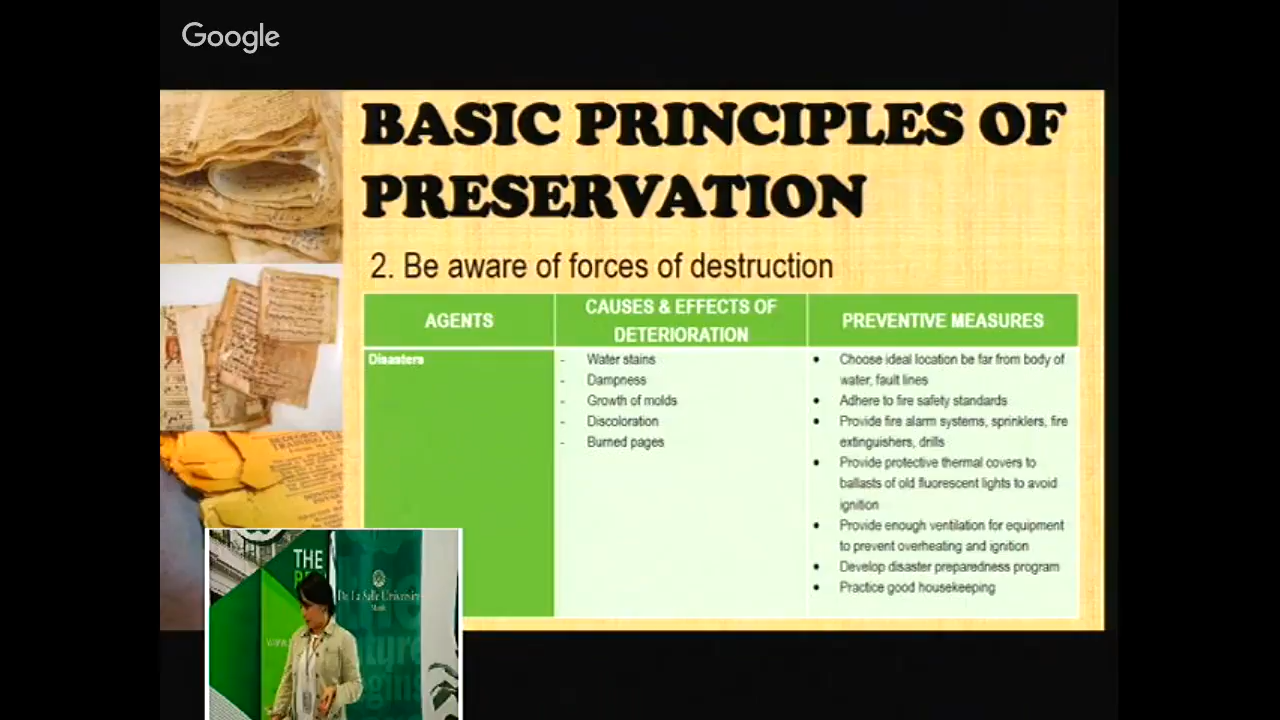 Google
BASIC PRINCIPLES OF
PRESERVATION
2. Be aware of forces of destruction
AGENTS
CAUSES & EFFECTS OF
DETERIORATION
PREVENTIVE MEASURES
Disasters
- Water stains
- Dampness
- Growth of molds
- Discoloration
- Burned pages
• Choose ideal location be far from body of
water, fault lines
• Adhere to fire safety standards
• Provide fire alarm systems, sprinklers, fire
extinguishers, drills
• Provide protective thermal covers to
ballasts of old fluorescent lights to avoid
ignition
• Provide enough ventilation for equipment
to prevent overheating and ignition
• Develop disaster preparedness program
• Practice good housekeeping
THE
De La Salle University
Manila